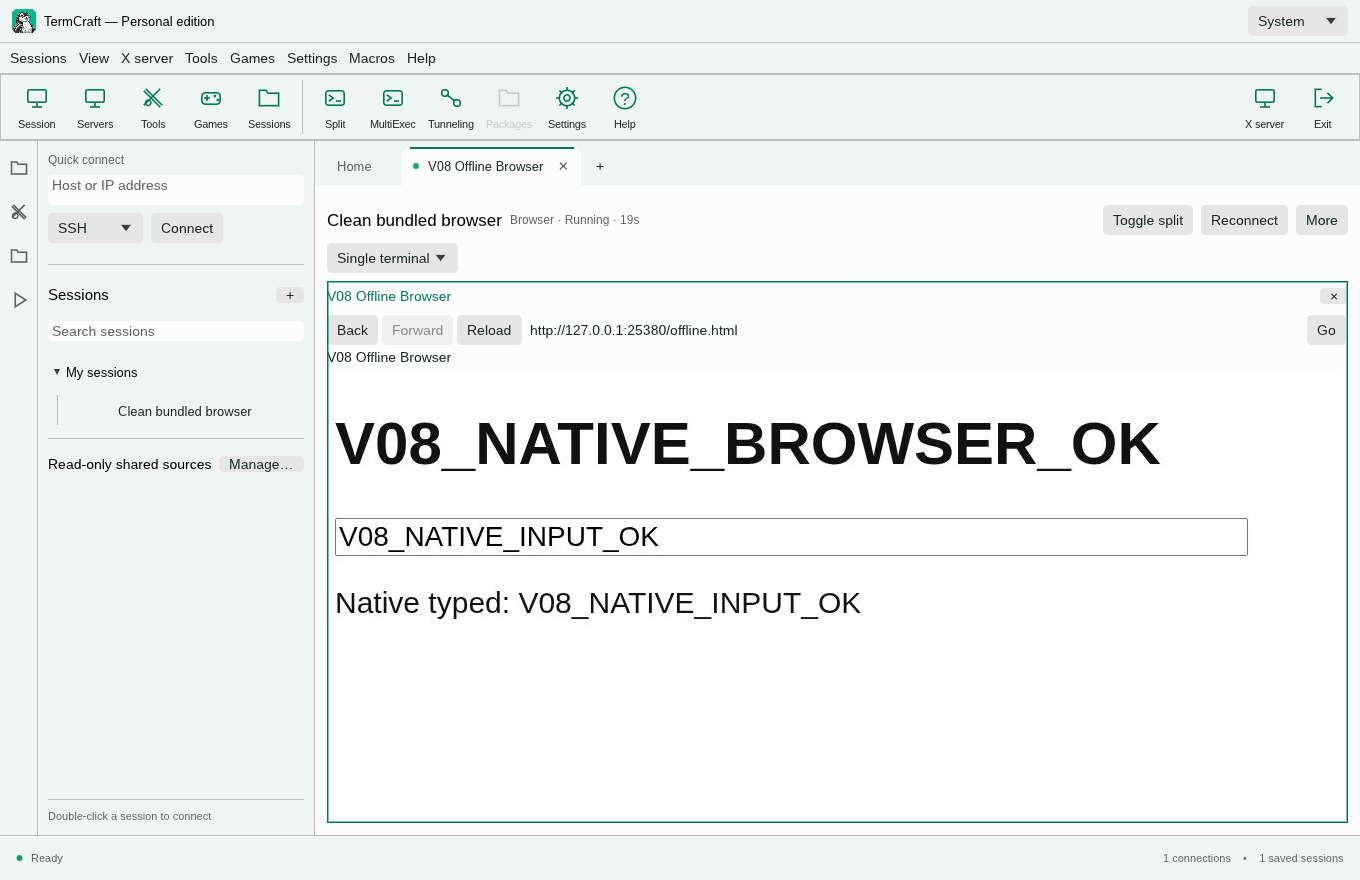 TermCraft — Personal edition
System
Sessions View X server Tools Games Settings Macros Help
Session Servers Tools Games Sessions Split MultiExec Tunneling Packages Settings Help X server Exit
Quick connect
Host or IP address
SSH Connect
Sessions +
Search sessions
My sessions
Clean bundled browser
Read-only shared sources Manage…
Double-click a session to connect
Home V08 Offline Browser ✕ +
Clean bundled browser Browser · Running · 19s Toggle split Reconnect More
Single terminal
V08 Offline Browser ×
Back Forward Reload http://127.0.0.1:25380/offline.html Go
V08 Offline Browser
V08_NATIVE_BROWSER_OK
V08_NATIVE_INPUT_OK
Native typed: V08_NATIVE_INPUT_OK
Ready 1 connections • 1 saved sessions